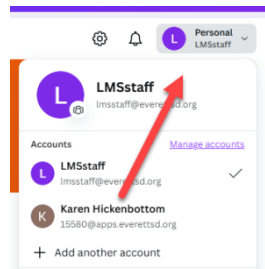 L
Personal
LMSstaff
L
LMSstaff
lmsstaff@everettsd.org
Accounts
Manage accounts
L
LMSstaff
lmsstaff@everettsd.org
K
Karen Hickenbottom
15580@apps.everettsd.org
+ Add another account